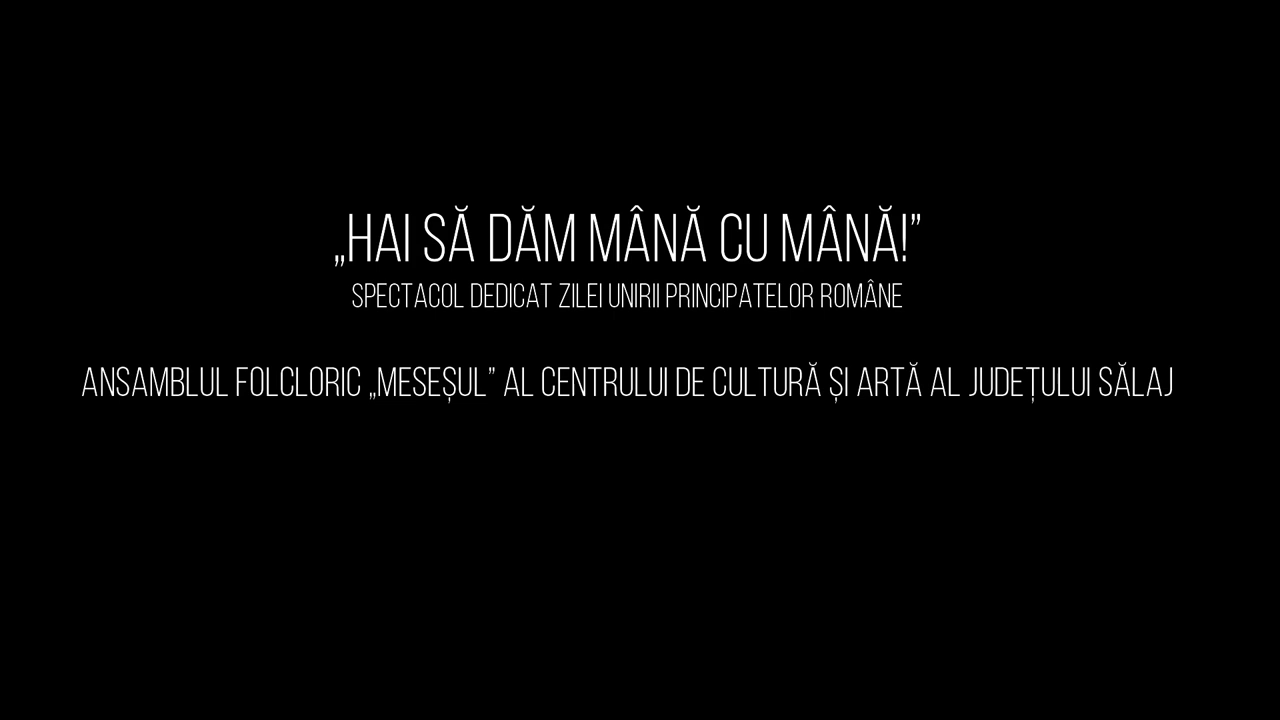 „HAI SĂ DĂM MÂNĂ CU MÂNĂ!”
SPECTACOL DEDICAT ZILEI UNIRII PRINCIPATELOR ROMÂNE
ANSAMBLUL FOLCLORIC „MESEȘUL” AL CENTRULUI DE CULTURĂ ȘI ARTĂ AL JUDEȚULUI SĂLAJ